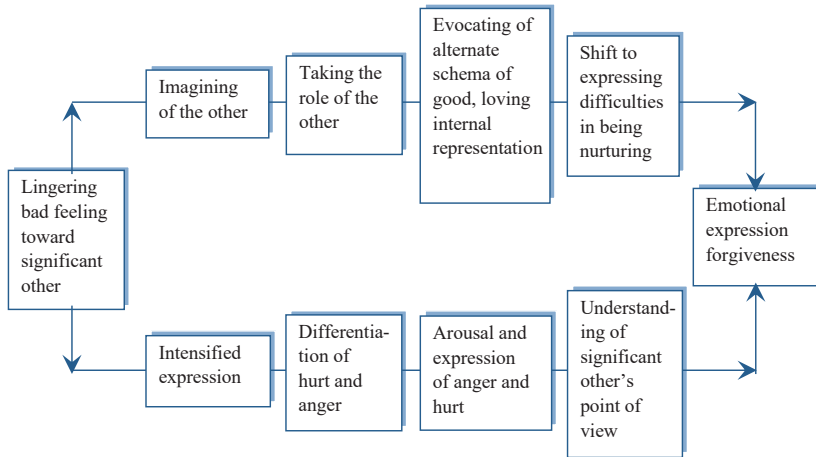 Imagining
of the other
Taking the
role of the
other
Evocating of
alternate
schema of
good, loving
internal
representation
Shift to
expressing
difficulties
in being
nurturing
Lingering
bad feeling
toward
significant
other
Emotional
expression
forgiveness
Intensified
expression
Differentia-
tion of
hurt and
anger
Arousal and
expression
of anger and
hurt
Understand-
ing of
significant
other’s
point of
view